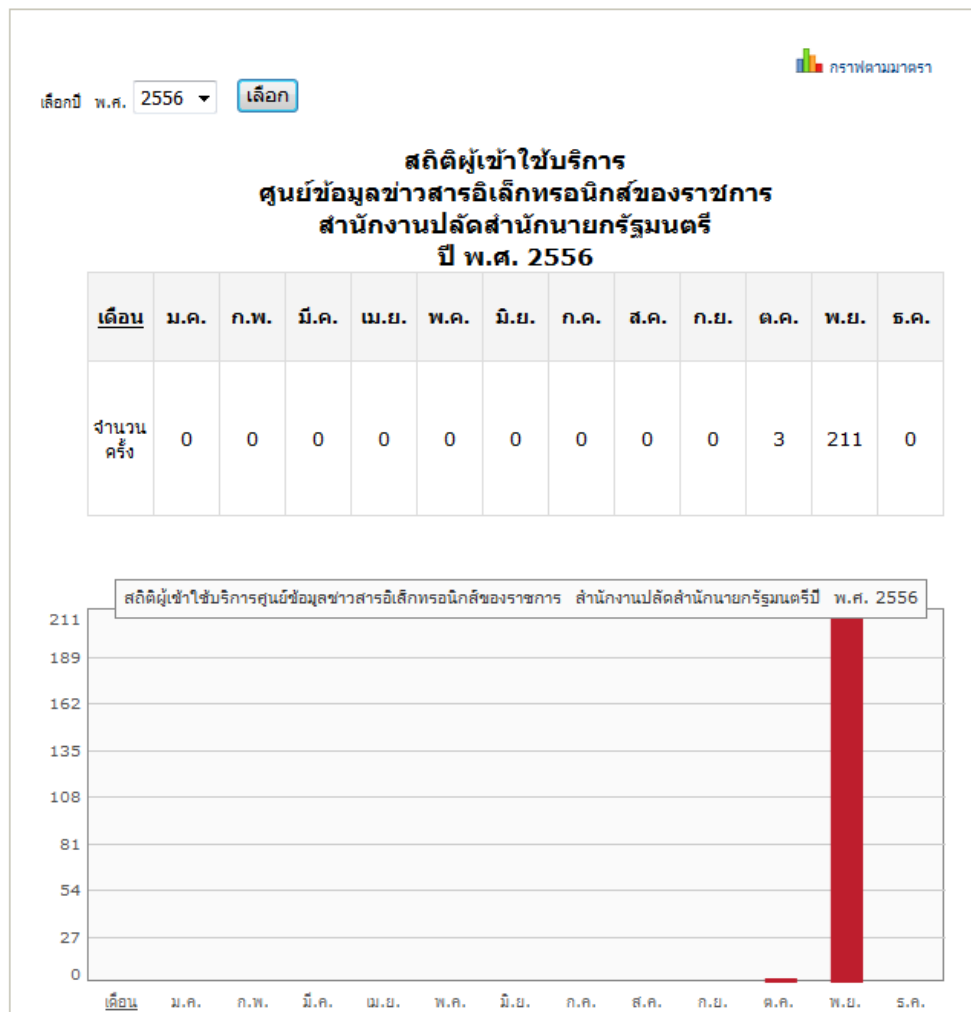 กราฟตามมาตรา
เลือกปี พ.ศ. 2556 เลือก
สถิติผู้เข้าใช้บริการ
ศูนย์ข้อมูลข่าวสารอิเล็กทรอนิกส์ของราชการ
สำนักงานปลัดสำนักนายกรัฐมนตรี
ปี พ.ศ. 2556
เดือน ม.ค. ก.พ. มี.ค. เม.ย. พ.ค. มิ.ย. ก.ค. ส.ค. ก.ย. ต.ค. พ.ย. ธ.ค.
จำนวน
ครั้ง 0 0 0 0 0 0 0 0 0 3 211 0
สถิติผู้เข้าใช้บริการศูนย์ข้อมูลข่าวสารอิเล็กทรอนิกส์ของราชการ สำนักงานปลัดสำนักนายกรัฐมนตรีปี พ.ศ. 2556
211
189
162
135
108
81
54
27
0
เดือน ม.ค. ก.พ. มี.ค. เม.ย. พ.ค. มิ.ย. ก.ค. ส.ค. ก.ย. ต.ค. พ.ย. ธ.ค.